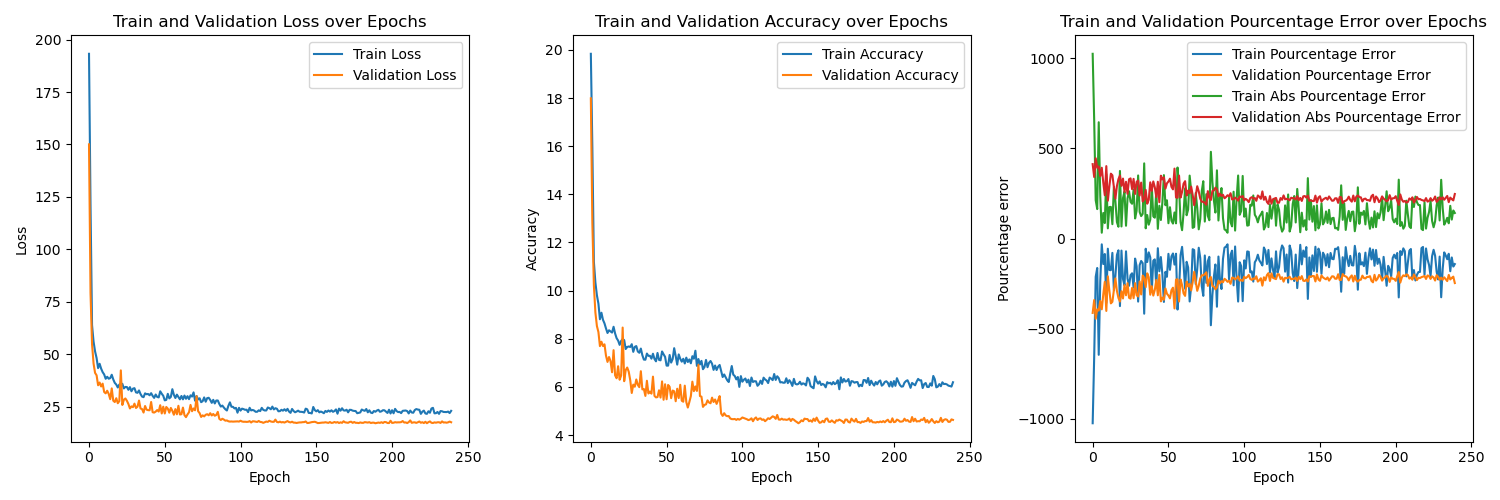 Train and Validation Loss over Epochs
Train Loss
Validation Loss
200
175
150
125
100
75
50
25
Loss
0
50
100
150
200
250
Epoch
Train and Validation Accuracy over Epochs
Train Accuracy
Validation Accuracy
20
18
16
14
12
10
8
6
4
Accuracy
0
50
100
150
200
250
Epoch
Train and Validation Pourcentage Error over Epochs
Train Pourcentage Error
Validation Pourcentage Error
Train Abs Pourcentage Error
Validation Abs Pourcentage Error
1000
500
0
−500
−1000
Pourcentage error
0
50
100
150
200
250
Epoch